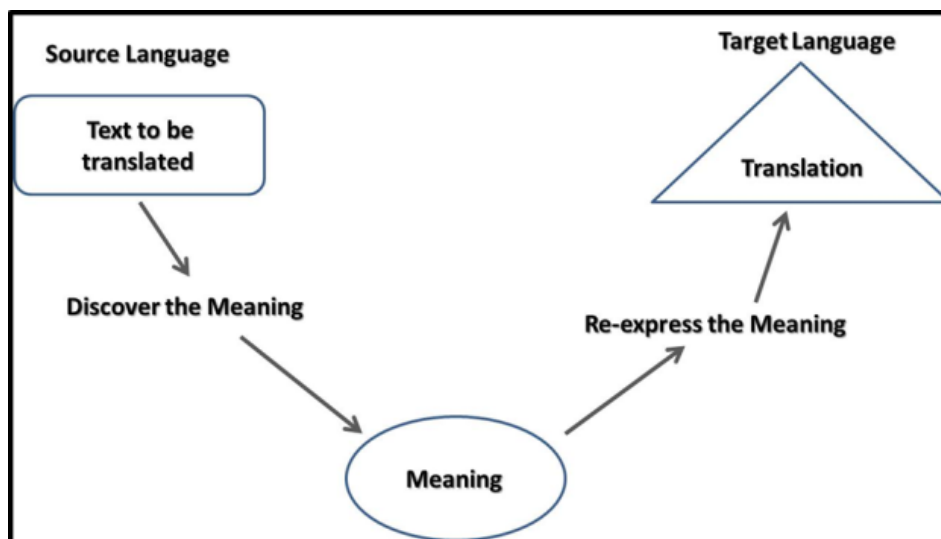 Source Language
Target Language
Text to be
translated
Translation
Discover the Meaning
Re-express the Meaning
Meaning